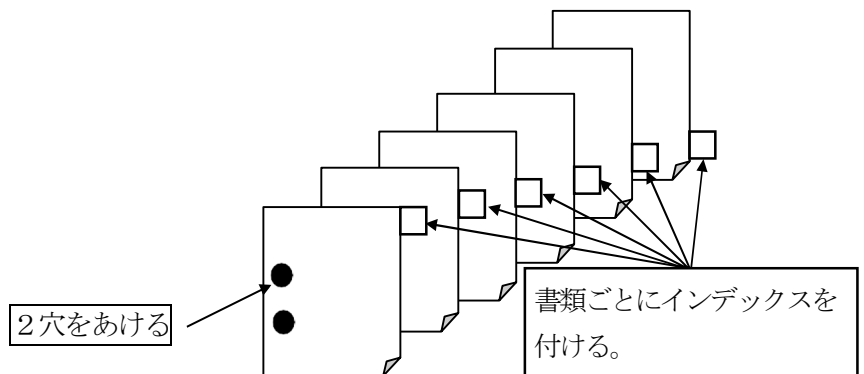 ２穴をあける
書類ごとにインデックスを
付ける。